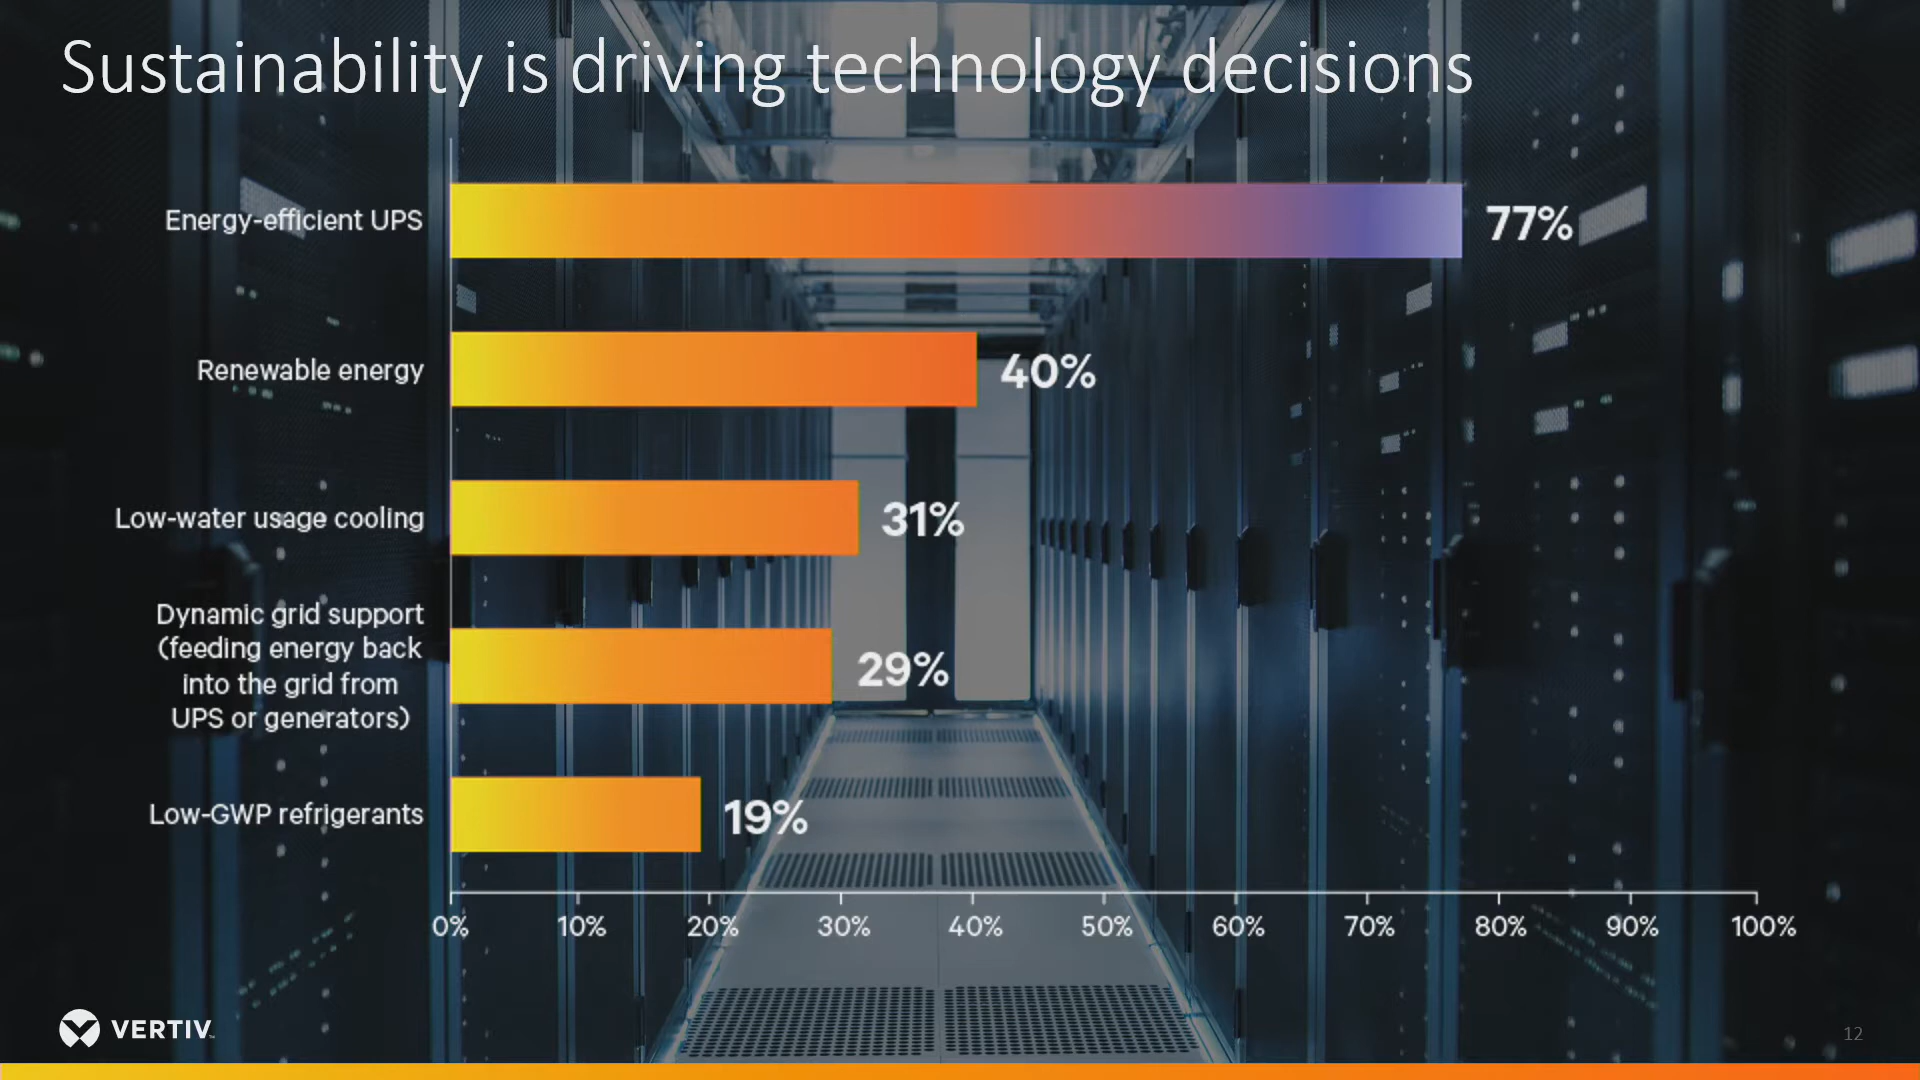 Sustainability is driving technology decisions
Energy-efficient UPS
77%
Renewable energy
40%
Low-water usage cooling
31%
Dynamic grid support
(feeding energy back
into the grid from
UPS or generators)
29%
Low-GWP refrigerants
19%
0% 10% 20% 30% 40% 50% 60% 70% 80% 90% 100%
VERTIV™
12